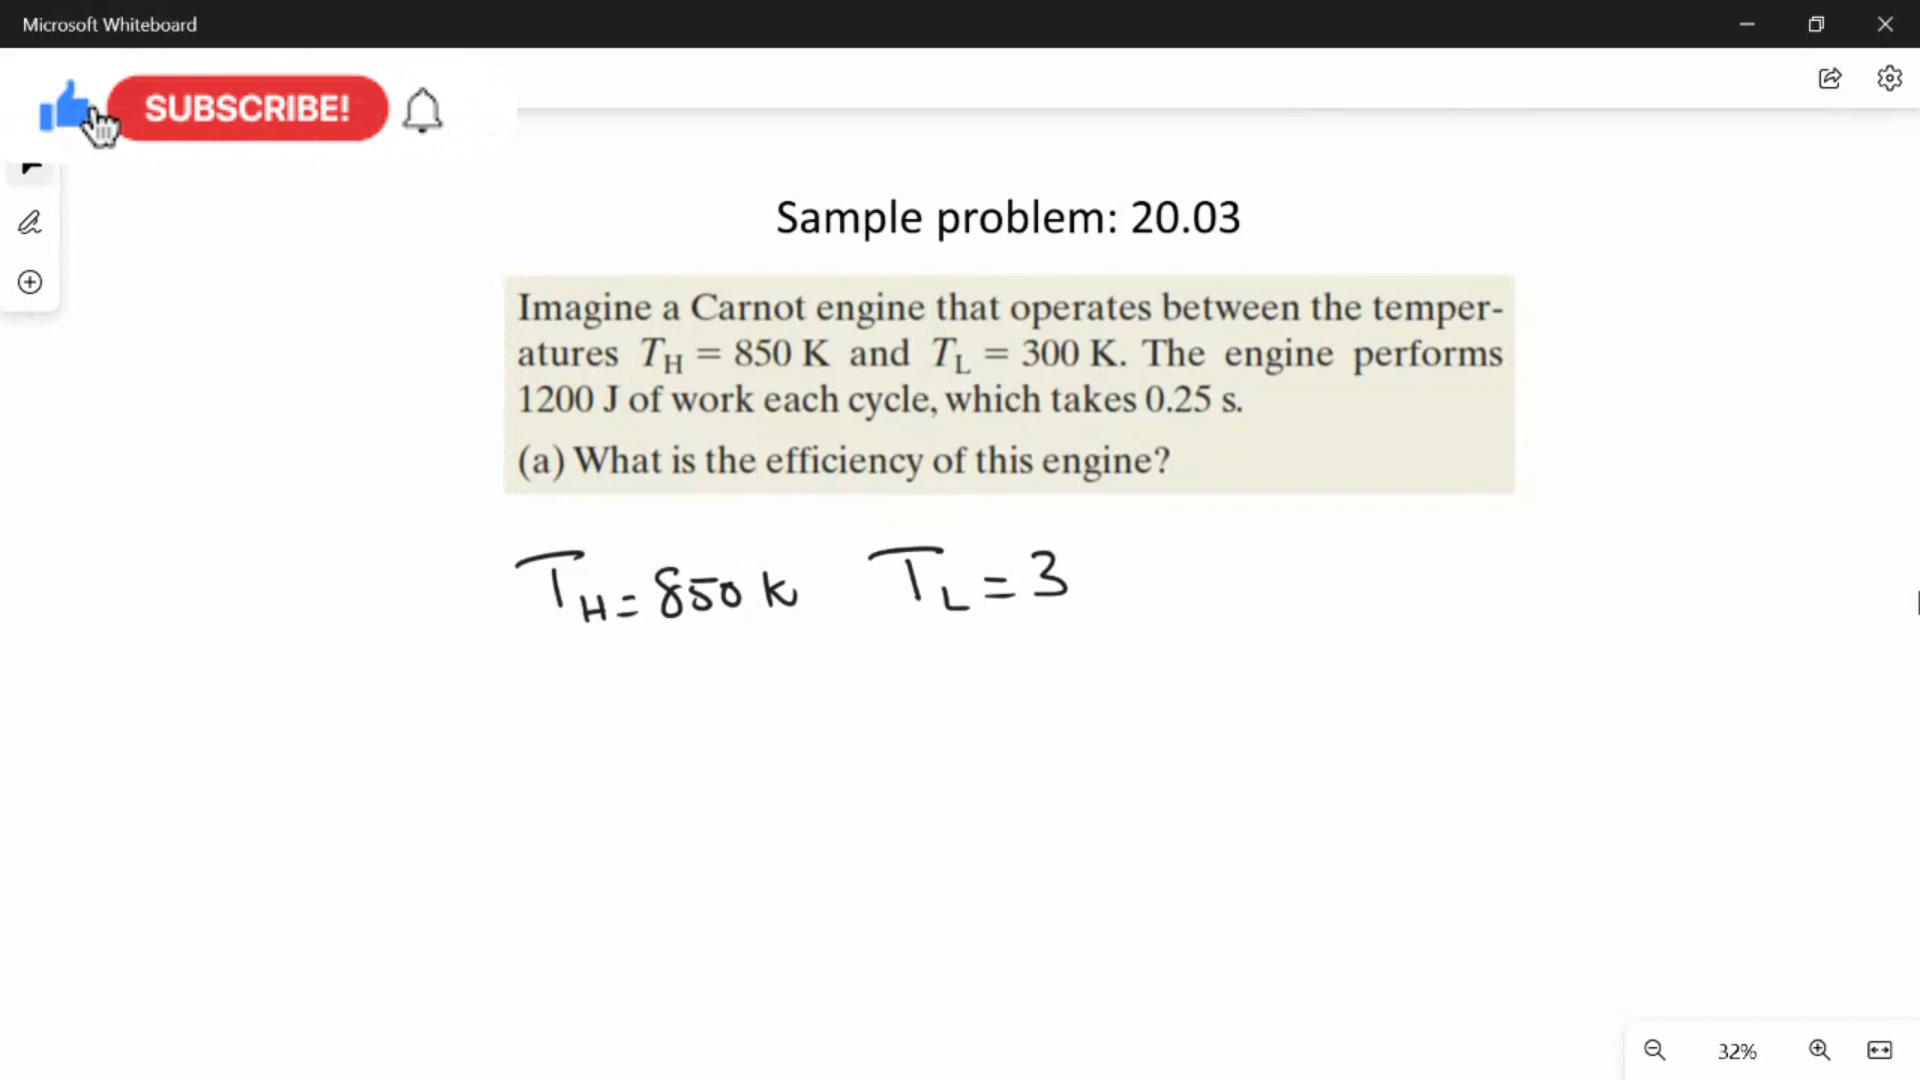 Microsoft Whiteboard
SUBSCRIBE!
Sample problem: 20.03
Imagine a Carnot engine that operates between the temper-
atures T_H = 850 K and T_L = 300 K. The engine performs
1200 J of work each cycle, which takes 0.25 s.
(a) What is the efficiency of this engine?
T_H = 850 K T_L = 3
32%